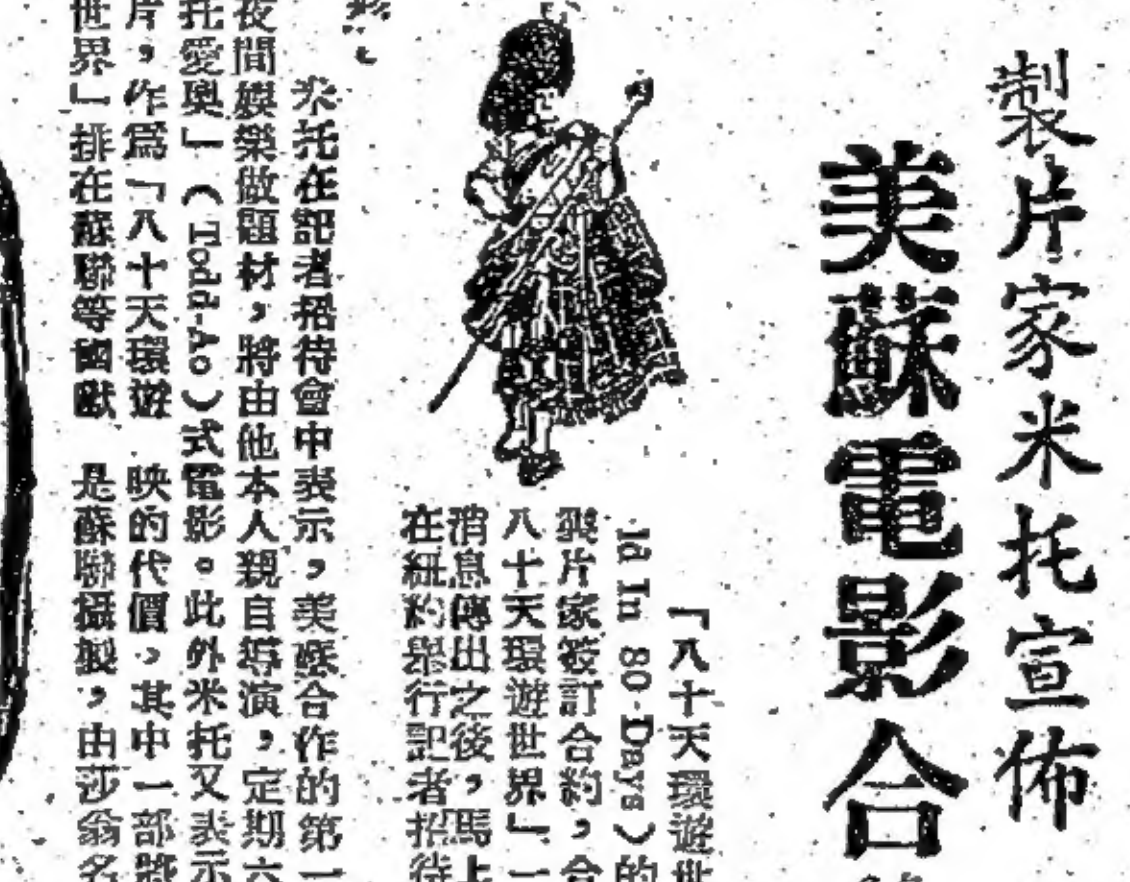 製片家米托宣佈
美蘇電影合
「八十天環遊世
ld In 80-Days)的
製片家簽訂合約,合
八十天環遊世界」一
消息傳出之後,馬上
在紐約舉行記者招待
米托在記者招待會中表示,美蘇合作的第一
夜間娛樂做題材,將由他本人親自導演,定期六
托愛奧」(Todd-Ao)式電影。此外米托又表示
片,作爲「八十天環遊
世界」排在蘇聯等國獻
映的代價,其中一部將
是蘇聯攝製,由莎翁名